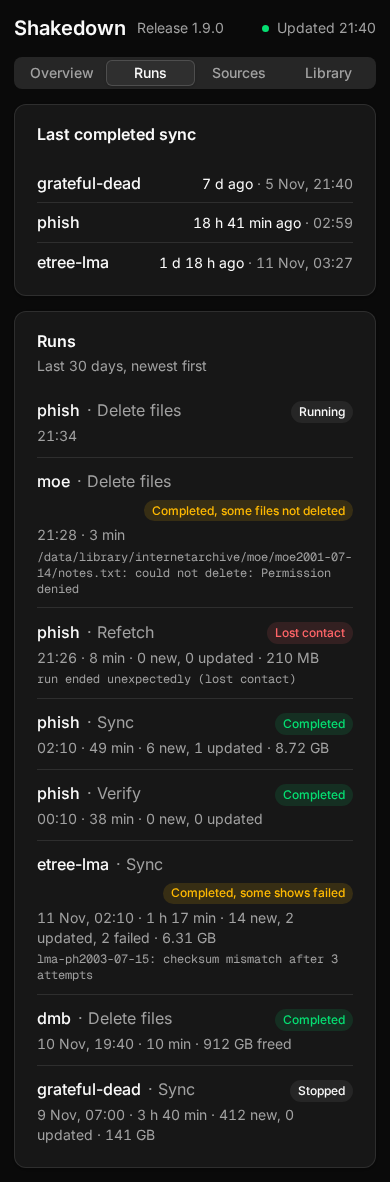 Shakedown Release 1.9.0 Updated 21:40
Overview Runs Sources Library
Last completed sync
grateful-dead 7 d ago · 5 Nov, 21:40
phish 18 h 41 min ago · 02:59
etree-lma 1 d 18 h ago · 11 Nov, 03:27
Runs
Last 30 days, newest first
phish · Delete files Running
21:34
moe · Delete files
Completed, some files not deleted
21:28 · 3 min
/data/library/internetarchive/moe/moe2001-07-
14/notes.txt: could not delete: Permission
denied
phish · Refetch Lost contact
21:26 · 8 min · 0 new, 0 updated · 210 MB
run ended unexpectedly (lost contact)
phish · Sync Completed
02:10 · 49 min · 6 new, 1 updated · 8.72 GB
phish · Verify Completed
00:10 · 38 min · 0 new, 0 updated
etree-lma · Sync
Completed, some shows failed
11 Nov, 02:10 · 1 h 17 min · 14 new, 2
updated, 2 failed · 6.31 GB
lma-ph2003-07-15: checksum mismatch after 3
attempts
dmb · Delete files Completed
10 Nov, 19:40 · 10 min · 912 GB freed
grateful-dead · Sync Stopped
9 Nov, 07:00 · 3 h 40 min · 412 new, 0
updated · 141 GB